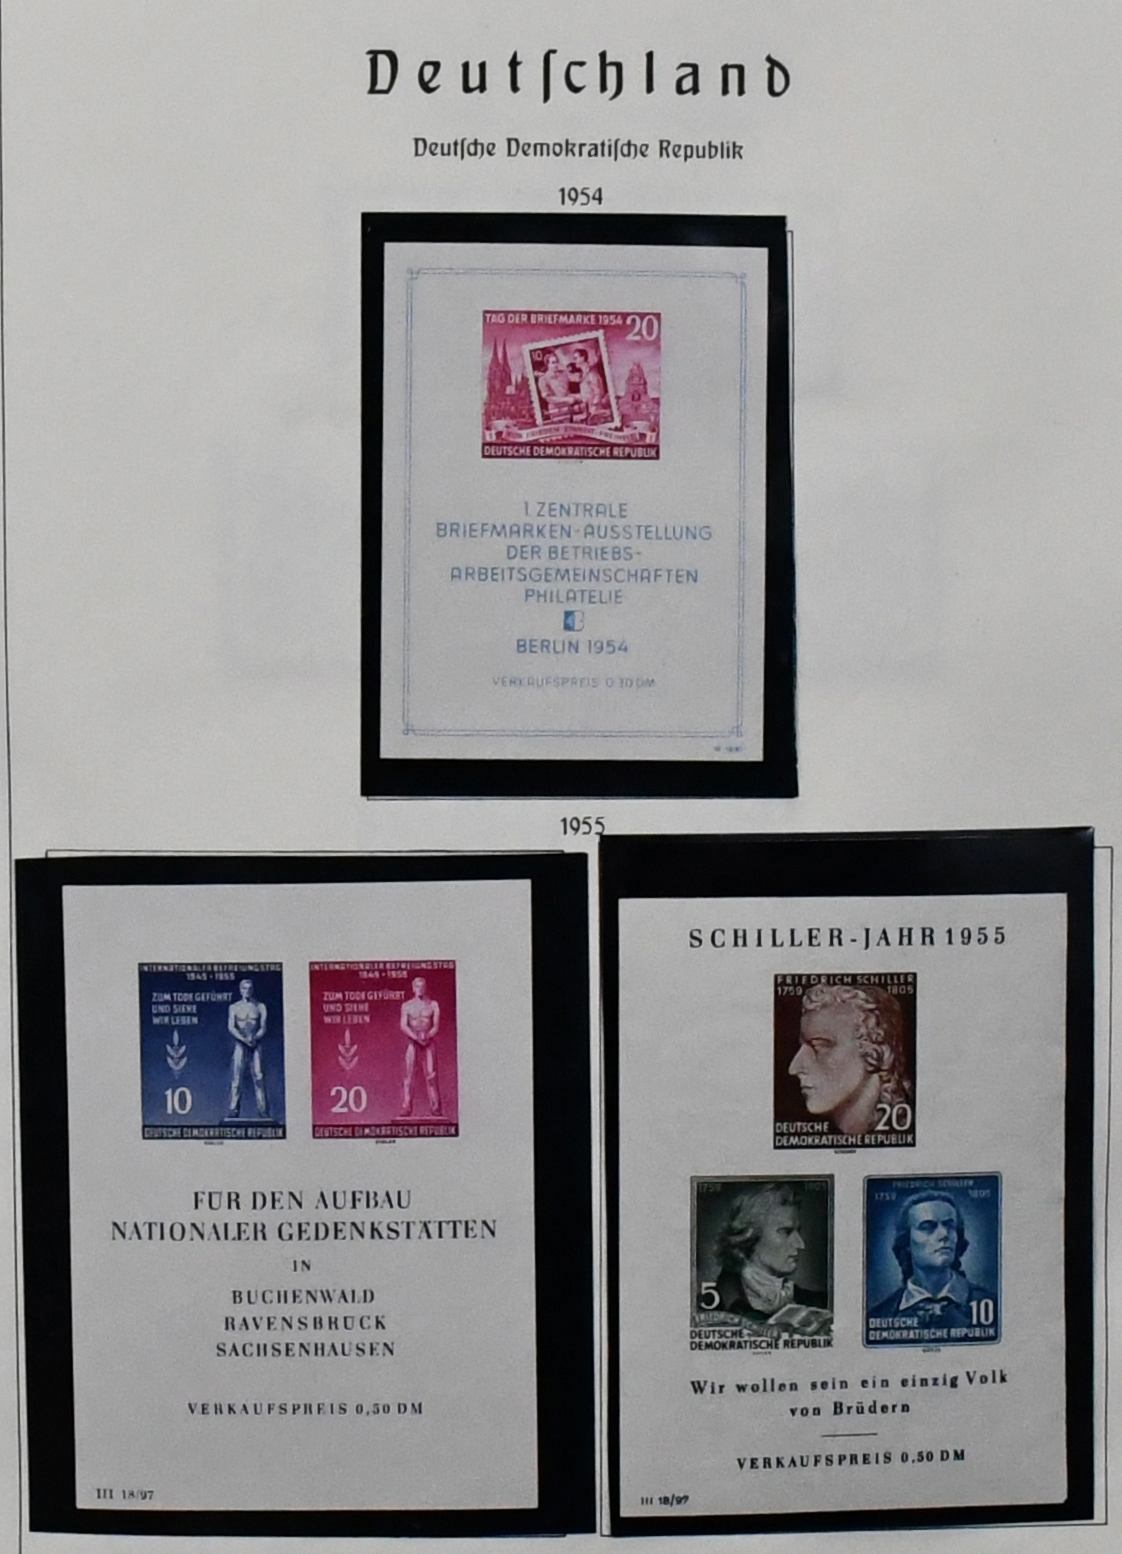 Deutſchland
Deutſche Demokratiſche Republik
1954
TAG DER BRIEFMARKE 1954 20
10
DEUTSCHE DEMOKRATISCHE REPUBLIK
1. ZENTRALE
BRIEFMARKEN-AUSSTELLUNG
DER BETRIEBS-
ARBEITSGEMEINSCHAFTEN
PHILATELIE
BERLIN 1954
VERKAUFSPREIS 0,30 DM
1955
INTERNATIONALER BEFREIUNGSTAG
1945-1955
ZUM TODE GEFÜHRT
UND SIEHE
WIR LEBEN
10
DEUTSCHE DEMOKRATISCHE REPUBLIK
INTERNATIONALER BEFREIUNGSTAG
1945-1955
ZUM TODE GEFÜHRT
UND SIEHE
WIR LEBEN
20
DEUTSCHE DEMOKRATISCHE REPUBLIK
FÜR DEN AUFBAU
NATIONALER GEDENKSTÄTTEN
IN
BUCHENWALD
RAVENSBRÜCK
SACHSENHAUSEN
VERKAUFSPREIS 0,50 DM
III 18/97
SCHILLER-JAHR 1955
FRIEDRICH SCHILLER
1759 1805
20
DEUTSCHE
DEMOKRATISCHE REPUBLIK
1759 1805
5
DEUTSCHE
DEMOKRATISCHE REPUBLIK
FRIEDRICH SCHILLER
1759 1805
10
DEUTSCHE
DEMOKRATISCHE REPUBLIK
Wir wollen sein ein einzig Volk
von Brüdern
VERKAUFSPREIS 0,50 DM
III 18/97